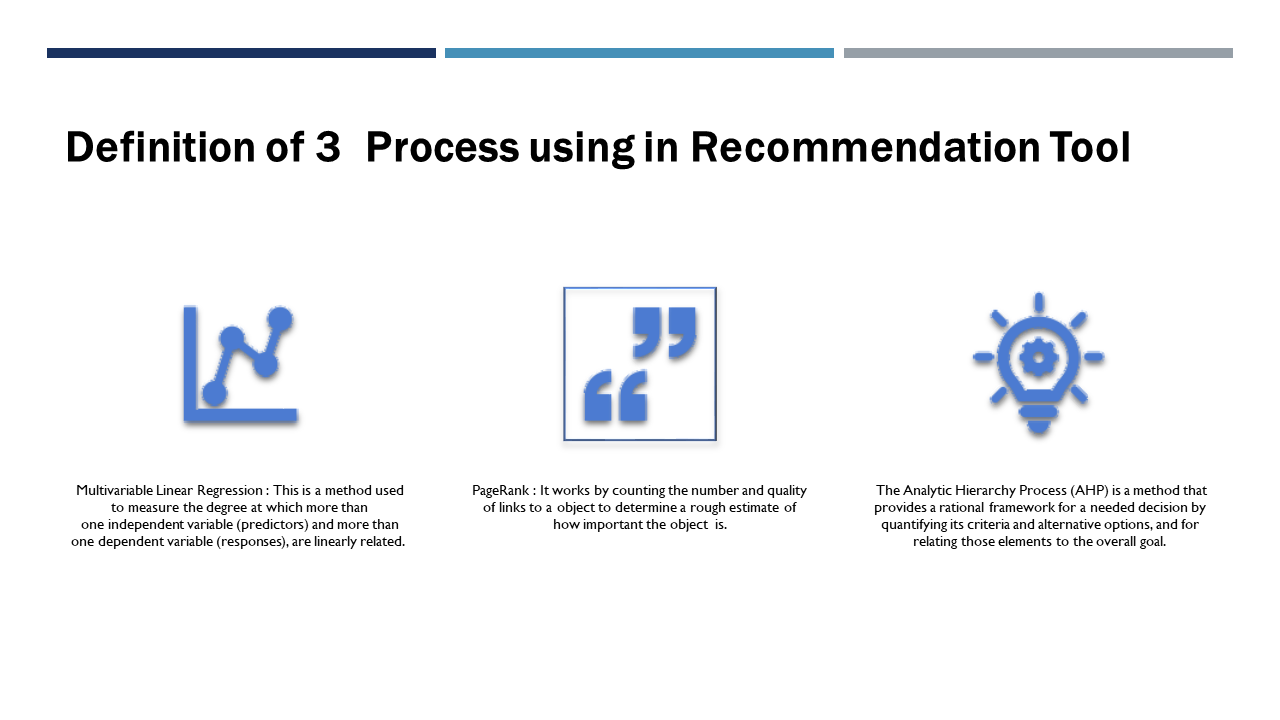 Definition of 3  Process using in Recommendation Tool
Multivariable Linear Regression : This is a method used
to measure the degree at which more than
one independent variable (predictors) and more than
one dependent variable (responses), are linearly related.
PageRank : It works by counting the number and quality
of links to a object to determine a rough estimate of
how important the object  is.
The Analytic Hierarchy Process (AHP) is a method that
provides a rational framework for a needed decision by
quantifying its criteria and alternative options, and for
relating those elements to the overall goal.